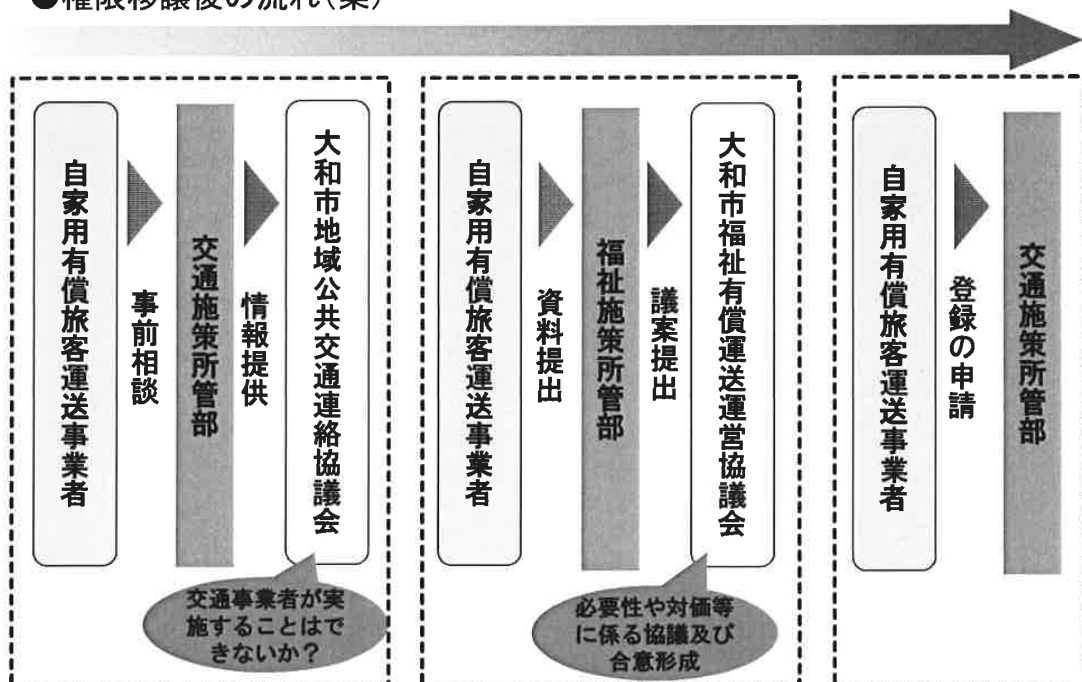 ●権限移譲後の流れ(案)
自家用有償旅客運送事業者
事前相談
交通施策所管部
情報提供
大和市地域公共交通連絡協議会
交通事業者が実
施することはで
きないか？
自家用有償旅客運送事業者
資料提出
福祉施策所管部
議案提出
大和市福祉有償運送運営協議会
必要性や対価等
に係る協議及び
合意形成
自家用有償旅客運送事業者
登録の申請
交通施策所管部